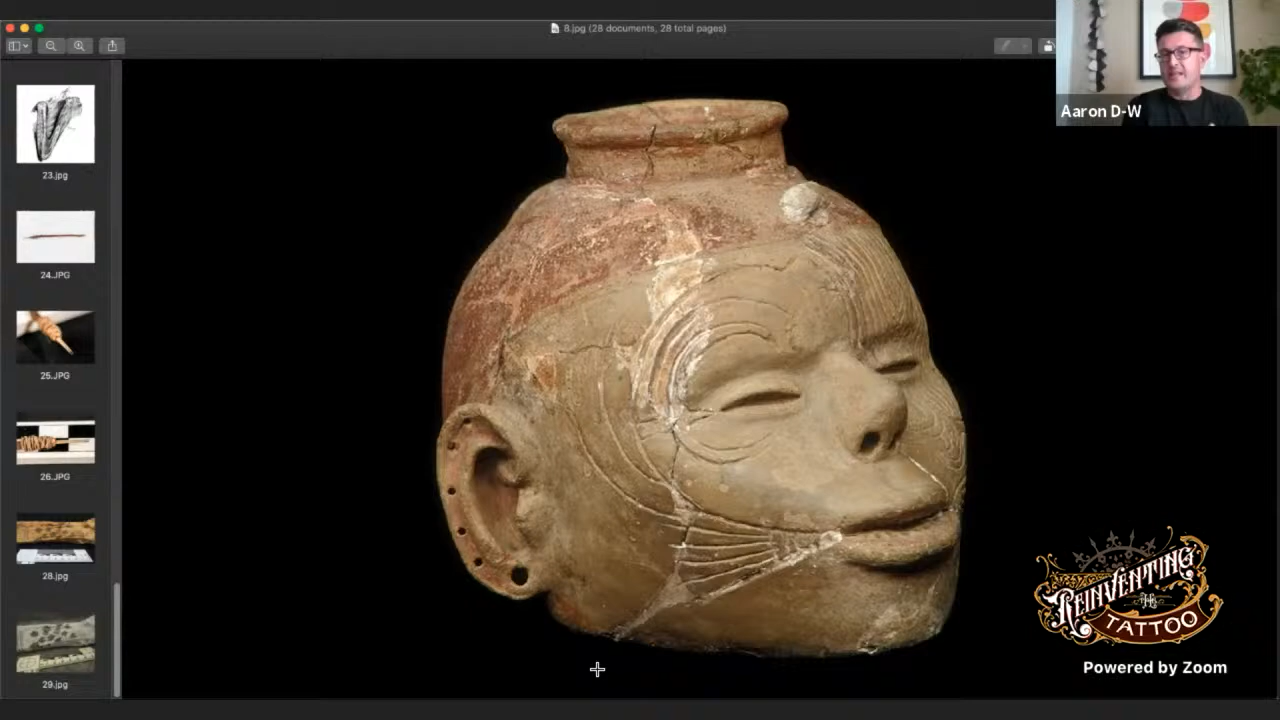 8.jpg (28 documents, 28 total pages)
23.jpg
24.JPG
25.JPG
26.JPG
28.jpg
29.jpg
Aaron D-W
REINVENTING
THE
TATTOO
Powered by Zoom